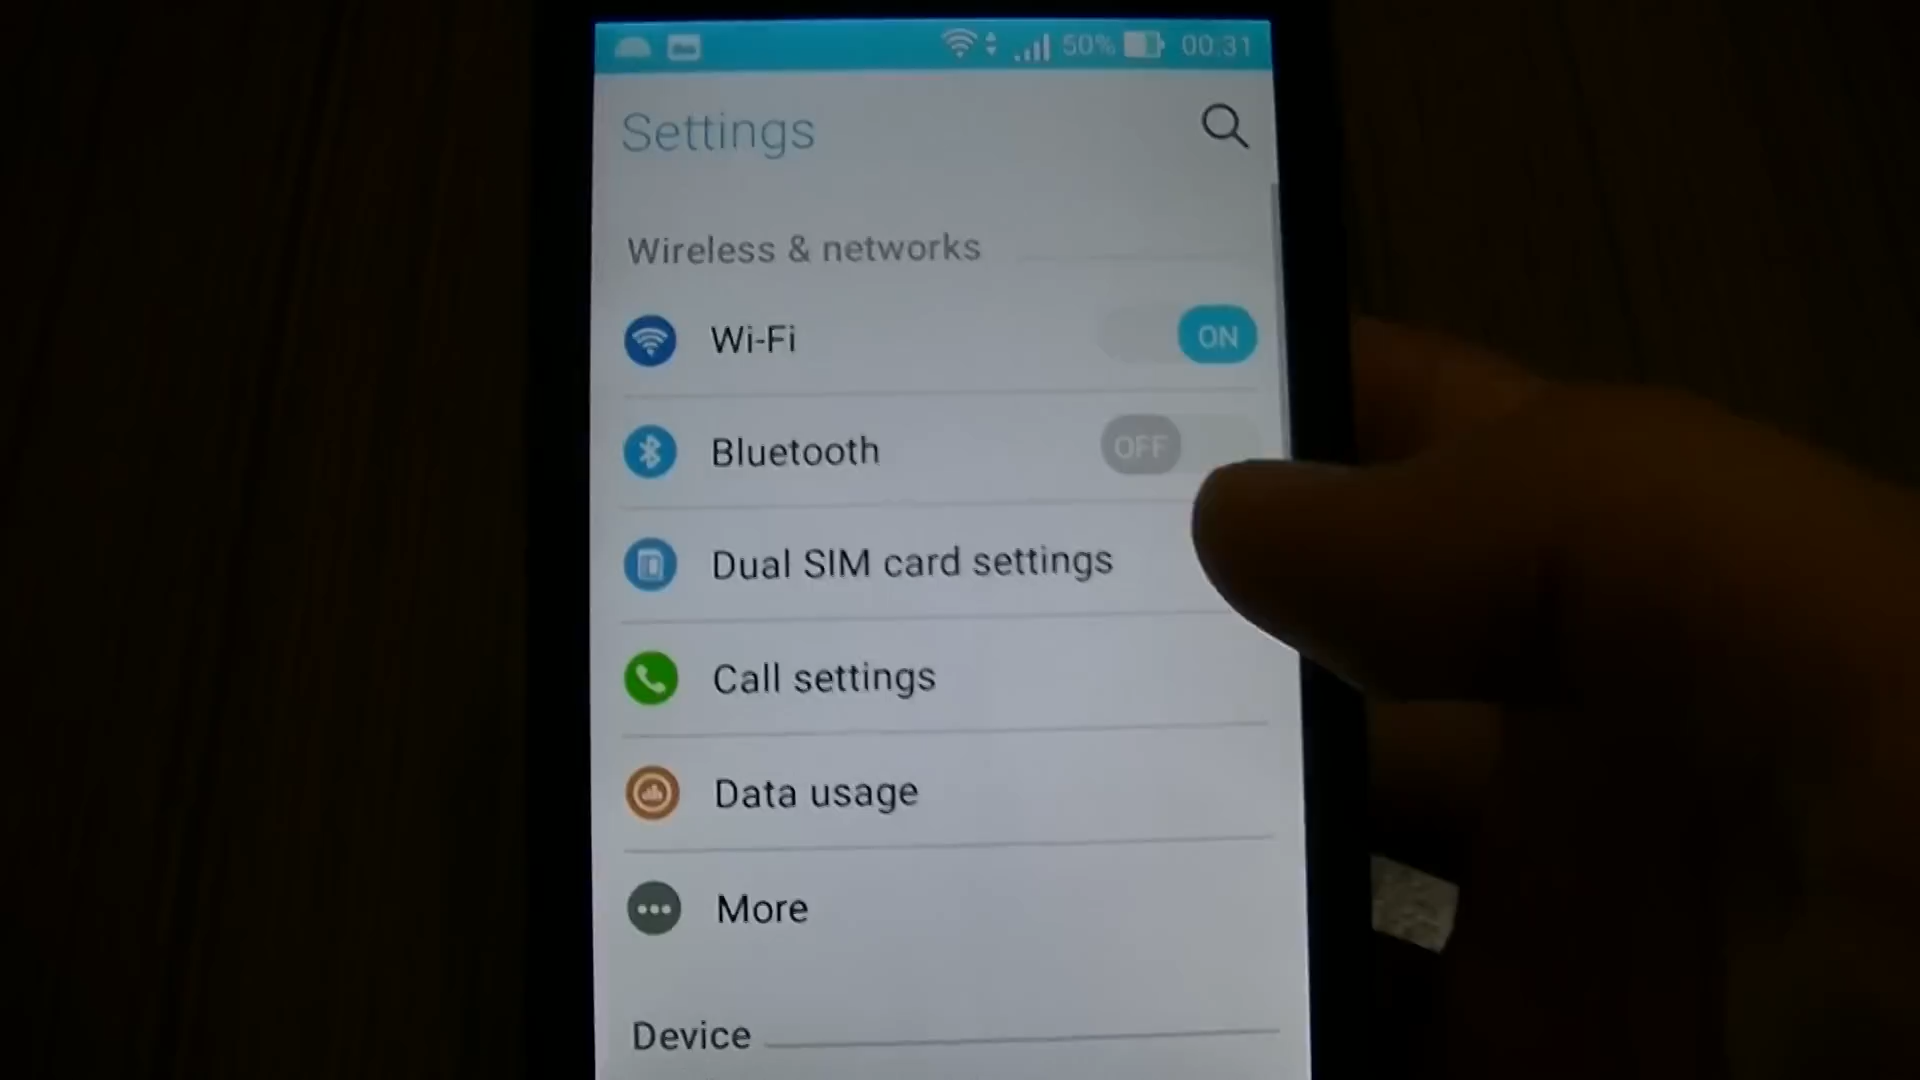 50% 00:31
Settings
Wireless & networks
Wi-Fi ON
Bluetooth OFF
Dual SIM card settings
Call settings
Data usage
More
Device